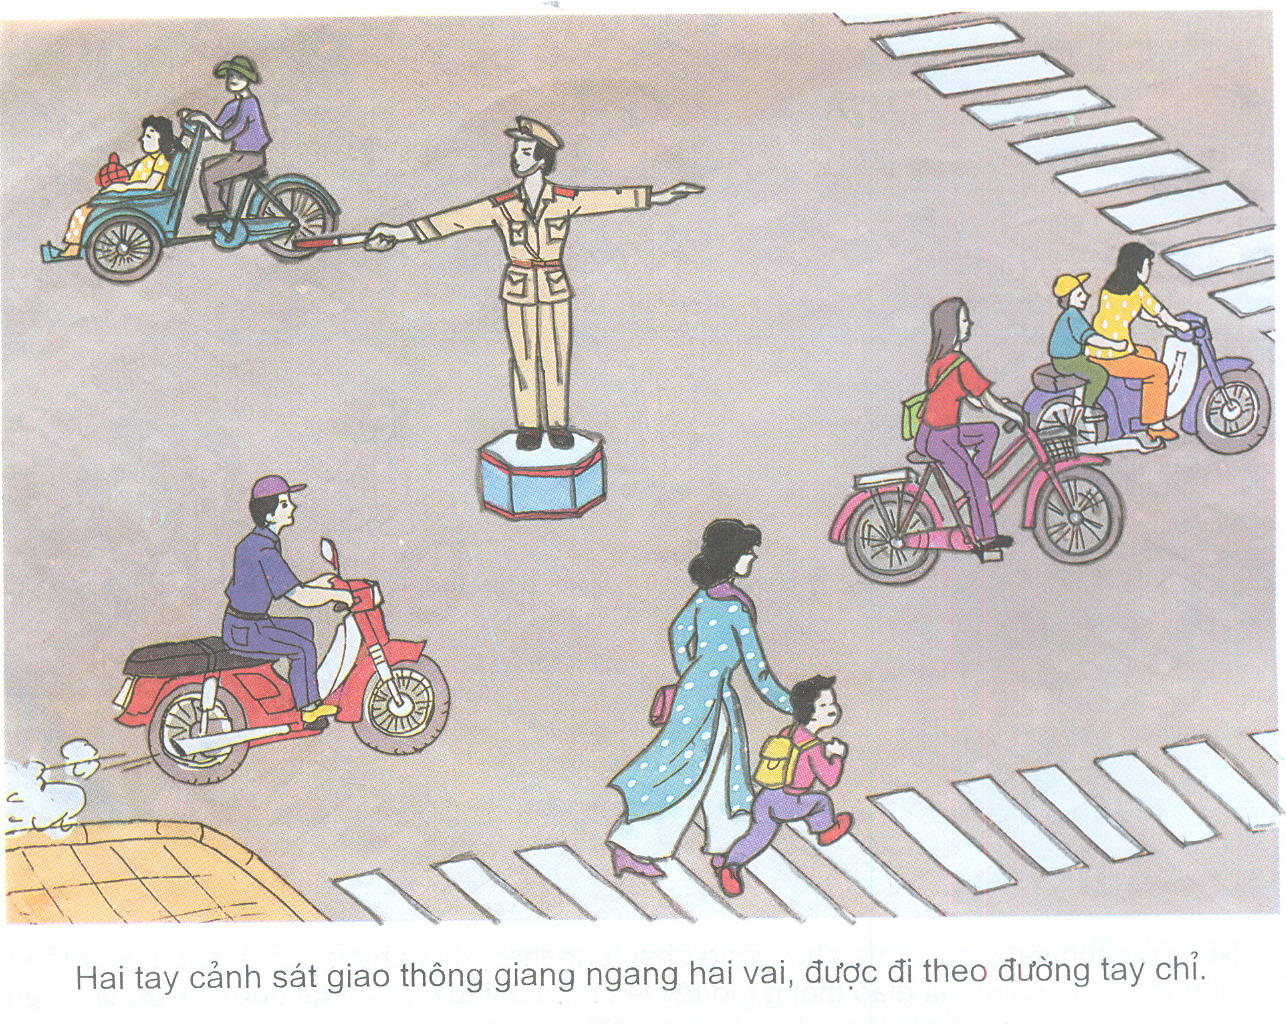 Hai tay cảnh sát giao thông giang ngang hai vai, được đi theo đường tay chỉ.